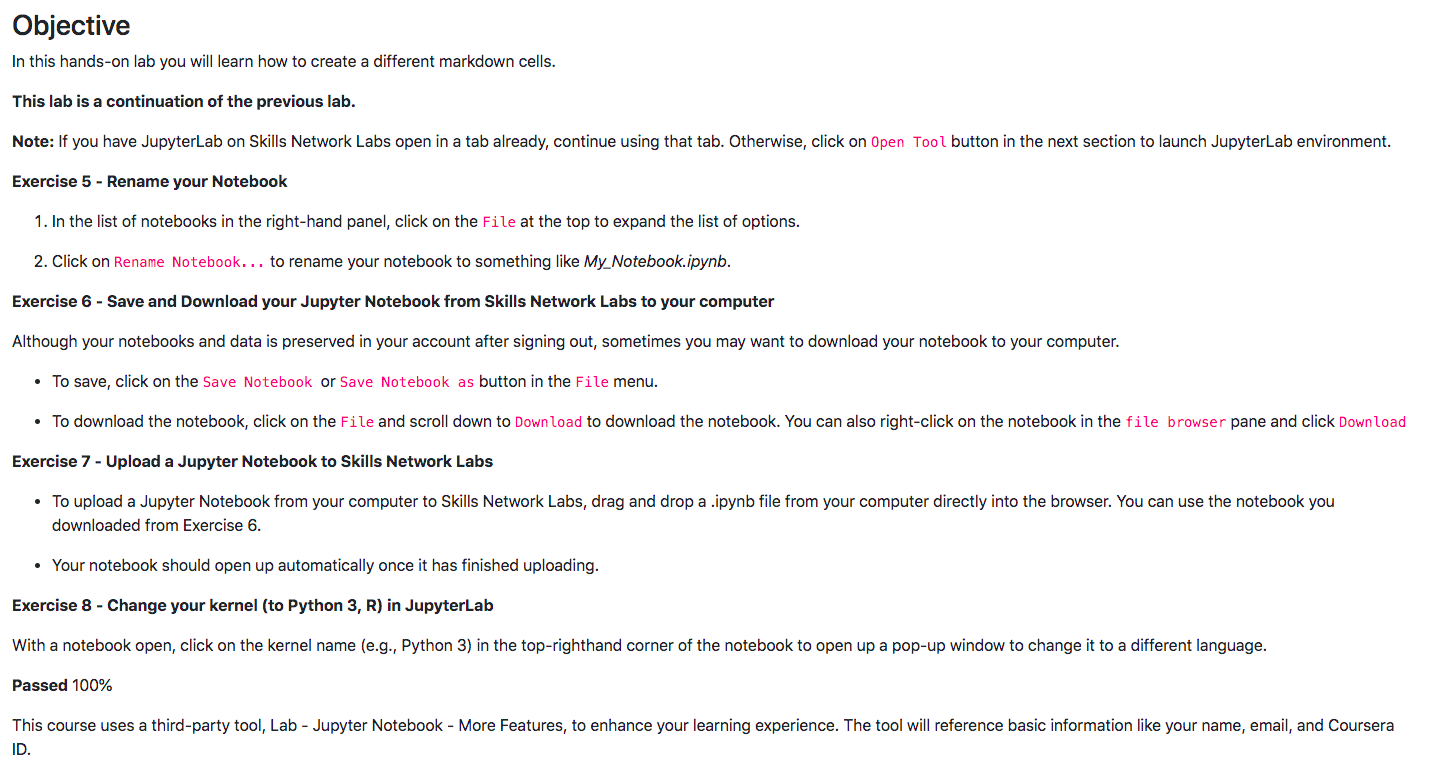 Objective
In this hands-on lab you will learn how to create a different markdown cells.
This lab is a continuation of the previous lab.
Note: If you have JupyterLab on Skills Network Labs open in a tab already, continue using that tab. Otherwise, click on Open Tool button in the next section to launch JupyterLab environment.
Exercise 5 - Rename your Notebook
1. In the list of notebooks in the right-hand panel, click on the File at the top to expand the list of options.
2. Click on Rename Notebook... to rename your notebook to something like My_Notebook.ipynb.
Exercise 6 - Save and Download your Jupyter Notebook from Skills Network Labs to your computer
Although your notebooks and data is preserved in your account after signing out, sometimes you may want to download your notebook to your computer.
• To save, click on the Save Notebook or Save Notebook as button in the File menu.
• To download the notebook, click on the File and scroll down to Download to download the notebook. You can also right-click on the notebook in the file browser pane and click Download
Exercise 7 - Upload a Jupyter Notebook to Skills Network Labs
• To upload a Jupyter Notebook from your computer to Skills Network Labs, drag and drop a .ipynb file from your computer directly into the browser. You can use the notebook you
downloaded from Exercise 6.
• Your notebook should open up automatically once it has finished uploading.
Exercise 8 - Change your kernel (to Python 3, R) in JupyterLab
With a notebook open, click on the kernel name (e.g., Python 3) in the top-righthand corner of the notebook to open up a pop-up window to change it to a different language.
Passed 100%
This course uses a third-party tool, Lab - Jupyter Notebook - More Features, to enhance your learning experience. The tool will reference basic information like your name, email, and Coursera
ID.